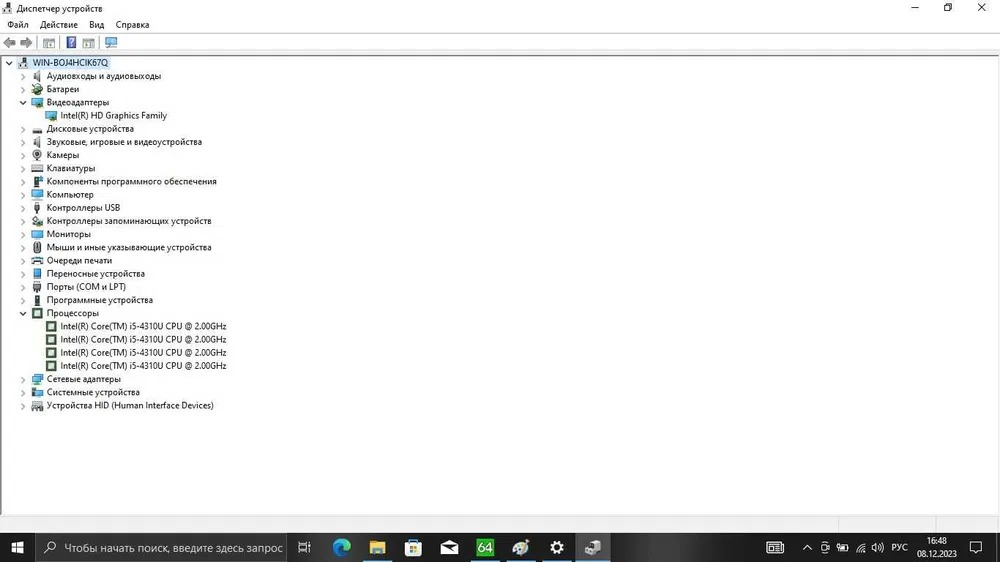 Диспетчер устройств
Файл Действие Вид Справка
WIN-BOJ4HCIK67Q
Аудиовходы и аудиовыходы
Батареи
Видеоадаптеры
Intel(R) HD Graphics Family
Дисковые устройства
Звуковые, игровые и видеоустройства
Камеры
Клавиатуры
Компоненты программного обеспечения
Компьютер
Контроллеры USB
Контроллеры запоминающих устройств
Мониторы
Мыши и иные указывающие устройства
Очереди печати
Переносные устройства
Порты (COM и LPT)
Программные устройства
Процессоры
Intel(R) Core(TM) i5-4310U CPU @ 2.00GHz
Intel(R) Core(TM) i5-4310U CPU @ 2.00GHz
Intel(R) Core(TM) i5-4310U CPU @ 2.00GHz
Intel(R) Core(TM) i5-4310U CPU @ 2.00GHz
Сетевые адаптеры
Системные устройства
Устройства HID (Human Interface Devices)
Чтобы начать поиск, введите здесь запрос 64 РУС 16:48
08.12.2023